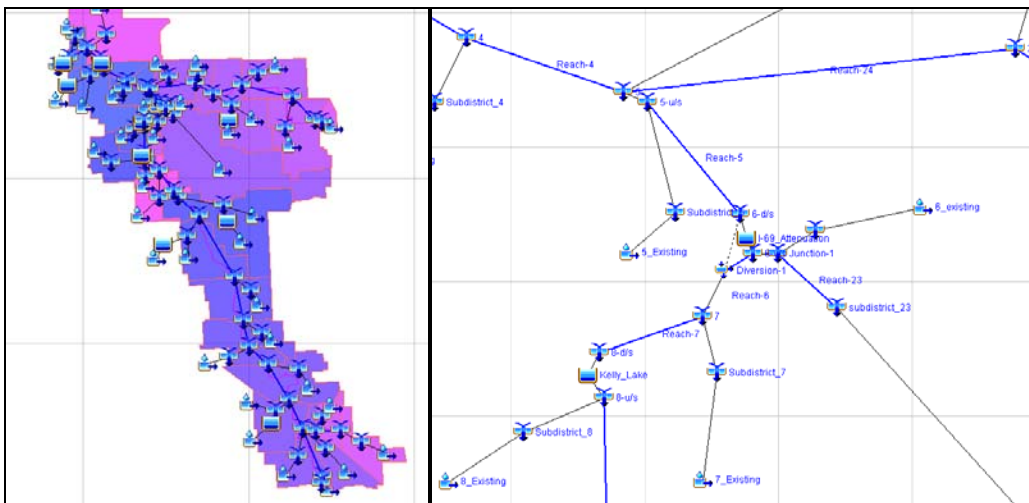 4
Reach-4
Reach-24
Subdistrict_4
5-u/s
Reach-5
Subdistric
6-d/s
6_existing
5_Existing
I-69_Attenuation
Junction-1
Diversion-1
Reach-23
Reach-6
subdistrict_23
7
Reach-7
8-d/s
Kelly_Lake
Subdistrict_7
8-u/s
Subdistrict_8
8_Existing
7_Existing